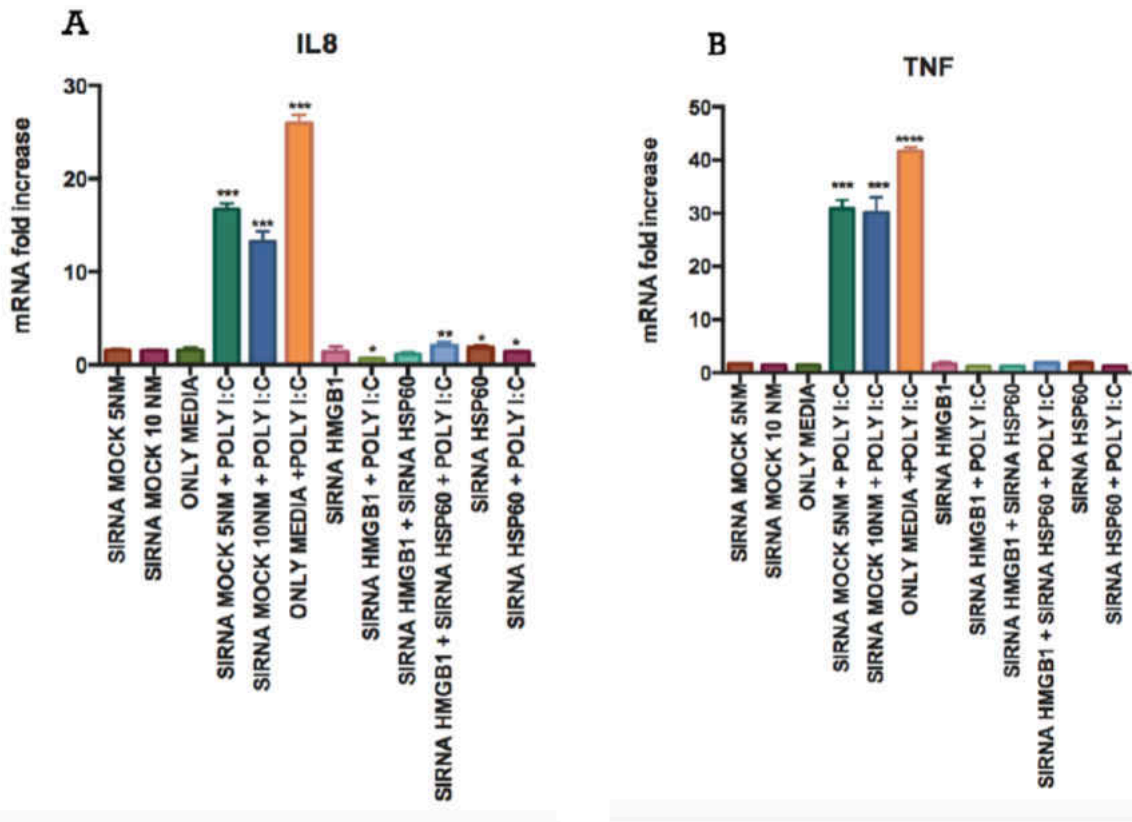 A
IL8
mRNA fold increase
30
20
10
0
***
***
***
*
**
*
*
SIRNA MOCK 5NM
SIRNA MOCK 10 NM
ONLY MEDIA
SIRNA MOCK 5NM + POLY I:C
SIRNA MOCK 10NM + POLY I:C
ONLY MEDIA +POLY I:C
SIRNA HMGB1
SIRNA HMGB1 + POLY I:C
SIRNA HMGB1 + SIRNA HSP60
SIRNA HMGB1 + SIRNA HSP60 + POLY I:C
SIRNA HSP60
SIRNA HSP60 + POLY I:C
B
TNF
mRNA fold increase
50
40
30
20
10
0
***
***
****
SIRNA MOCK 5NM
SIRNA MOCK 10 NM
ONLY MEDIA
SIRNA MOCK 5NM + POLY I:C
SIRNA MOCK 10NM + POLY I:C
ONLY MEDIA +POLY I:C
SIRNA HMGB1
SIRNA HMGB1 + POLY I:C
SIRNA HMGB1 + SIRNA HSP60
SIRNA HMGB1 + SIRNA HSP60 + POLY I:C
SIRNA HSP60
SIRNA HSP60 + POLY I:C